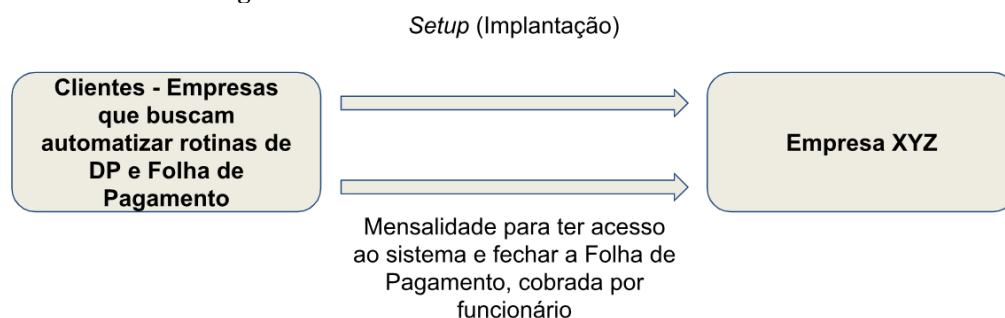 Setup (Implantação)
Clientes - Empresas
que buscam
automatizar rotinas de
DP e Folha de
Pagamento
Empresa XYZ
Mensalidade para ter acesso
ao sistema e fechar a Folha de
Pagamento, cobrada por
funcionário